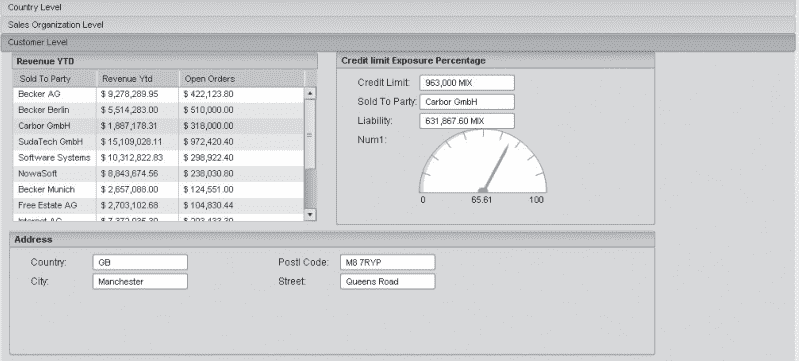 Country Level
Sales Organization Level
Customer Level
Revenue YTD
Sold To Party Revenue Ytd Open Orders
Becker AG $ 9,278,289.95 $ 422,123.80
Becker Berlin $ 5,514,283.00 $ 510,000.00
Carbor GmbH $ 1,887,178.31 $ 318,000.00
SudaTech GmbH $ 15,109,028.11 $ 972,420.40
Software Systems $ 10,312,822.83 $ 298,922.40
NowaSoft $ 8,843,674.56 $ 238,030.80
Becker Munich $ 2,657,088.00 $ 124,551.00
Free Estate AG $ 2,703,102.68 $ 104,830.44
Internet AG
Credit limit Exposure Percentage
Credit Limit: 963,000 MIX
Sold To Party: Carbor GmbH
Liability: 631,867.60 MIX
Num1:
0 65.61 100
Address
Country: GB Postl Code: M8 7RYP
City: Manchester Street: Queens Road